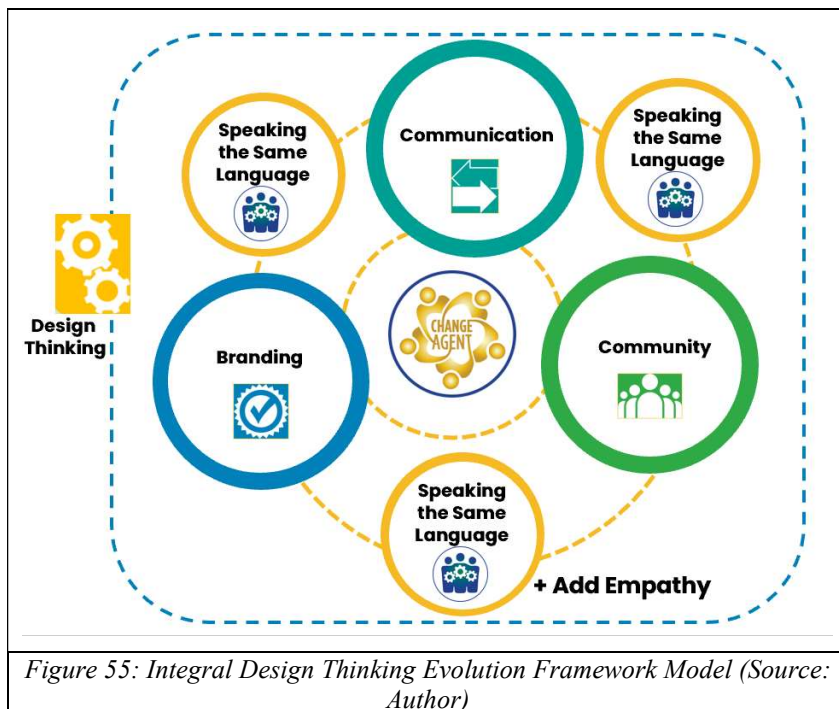 Speaking
the Same
Language
Communication
Speaking
the Same
Language
Design
Thinking
Branding
CHANGE
AGENT
Community
Speaking
the Same
Language
+ Add Empathy
Figure 55: Integral Design Thinking Evolution Framework Model (Source:
Author)